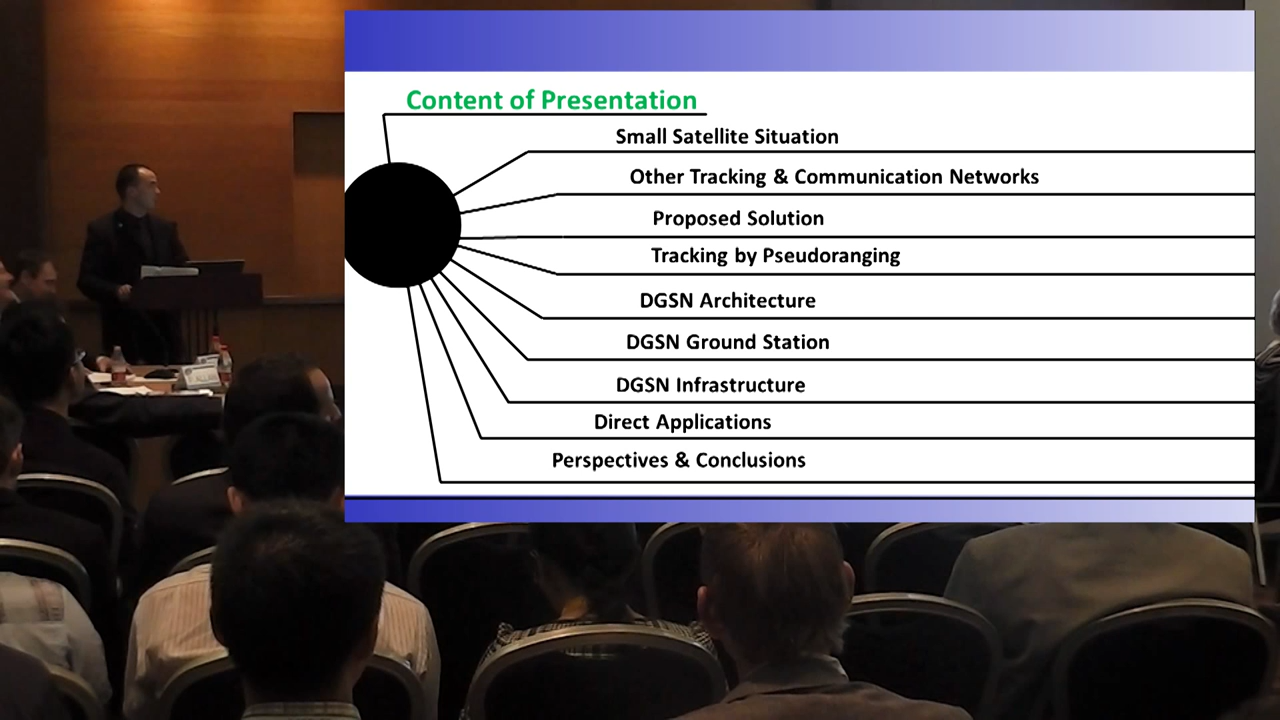 Content of Presentation
Small Satellite Situation
Other Tracking & Communication Networks
Proposed Solution
Tracking by Pseudoranging
DGSN Architecture
DGSN Ground Station
DGSN Infrastructure
Direct Applications
Perspectives & Conclusions